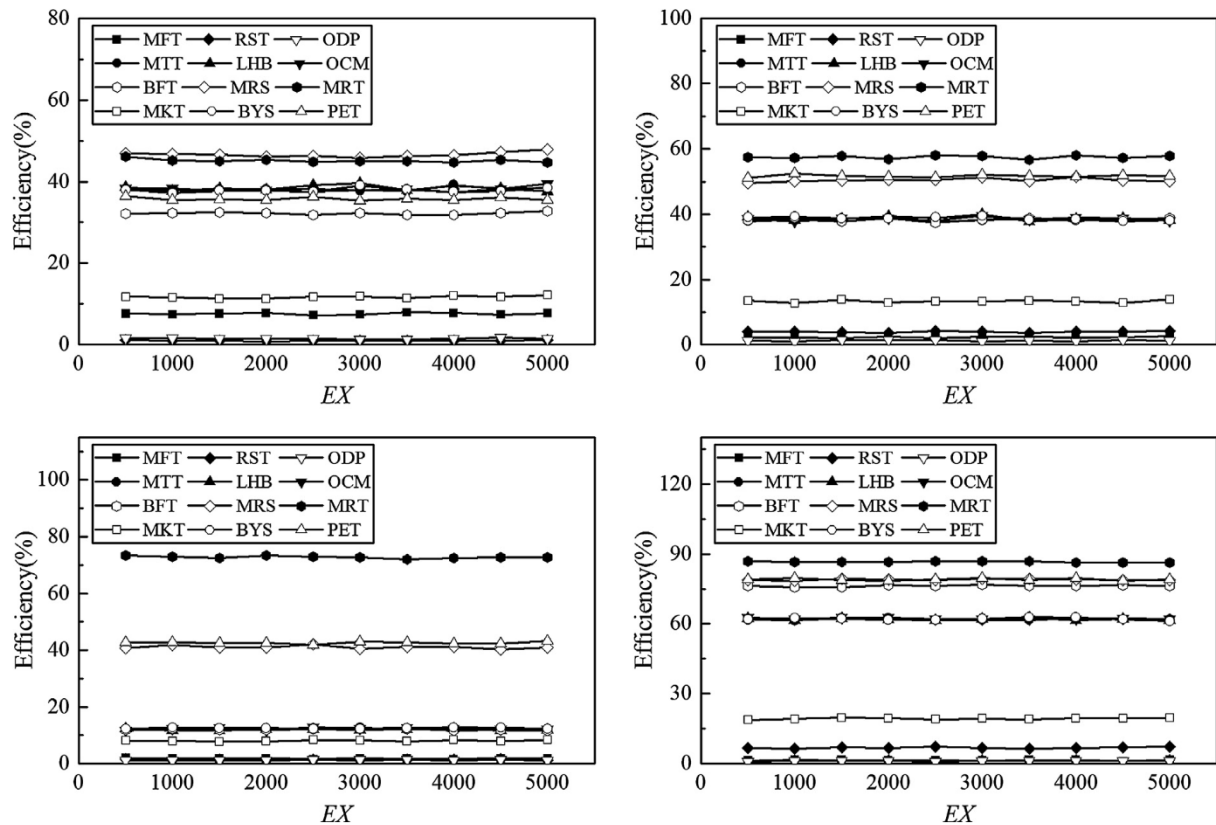 80
60
40
20
0
Efficiency(%)
MFT RST ODP
MTT LHB OCM
BFT MRS MRT
MKT BYS PET
0 1000 2000 3000 4000 5000
EX
100
80
60
40
20
0
Efficiency(%)
MFT RST ODP
MTT LHB OCM
BFT MRS MRT
MKT BYS PET
0 1000 2000 3000 4000 5000
EX
100
80
60
40
20
0
Efficiency(%)
MFT RST ODP
MTT LHB OCM
BFT MRS MRT
MKT BYS PET
0 1000 2000 3000 4000 5000
EX
120
90
60
30
0
Efficiency(%)
MFT RST ODP
MTT LHB OCM
BFT MRS MRT
MKT BYS PET
0 1000 2000 3000 4000 5000
EX